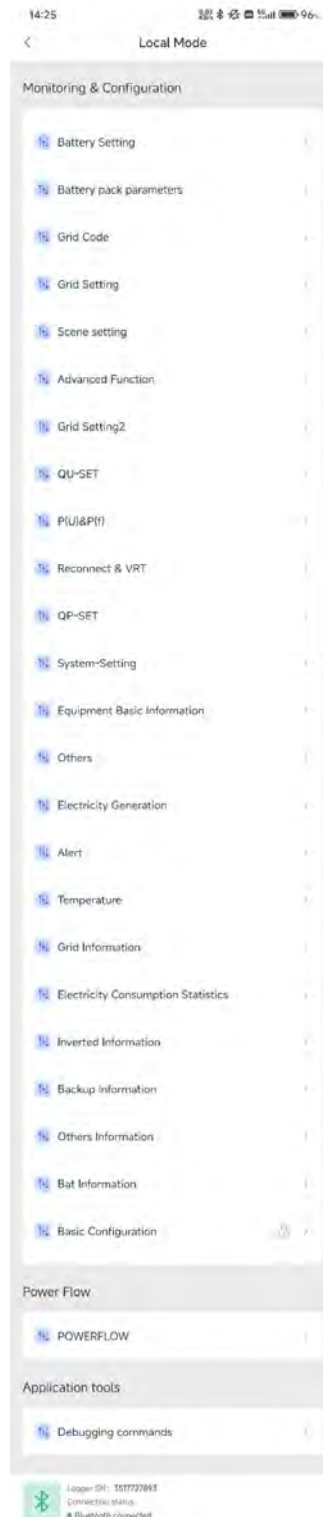 14:25
Local Mode
Monitoring & Configuration
Battery Setting
Battery pack parameters
Grid Code
Grid Setting
Scene setting
Advanced Function
Grid Setting2
QU-SET
P(U)&P(f)
Reconnect & VRT
QP-SET
System-Setting
Equipment Basic Information
Others
Electricity Generation
Alert
Temperature
Grid Information
Electricity Consumption Statistics
Inverted Information
Backup Information
Others Information
Bat Information
Basic Configuration
Power Flow
POWERFLOW
Application tools
Debugging commands
Logger SN: 
Connection status
Bluetooth connected